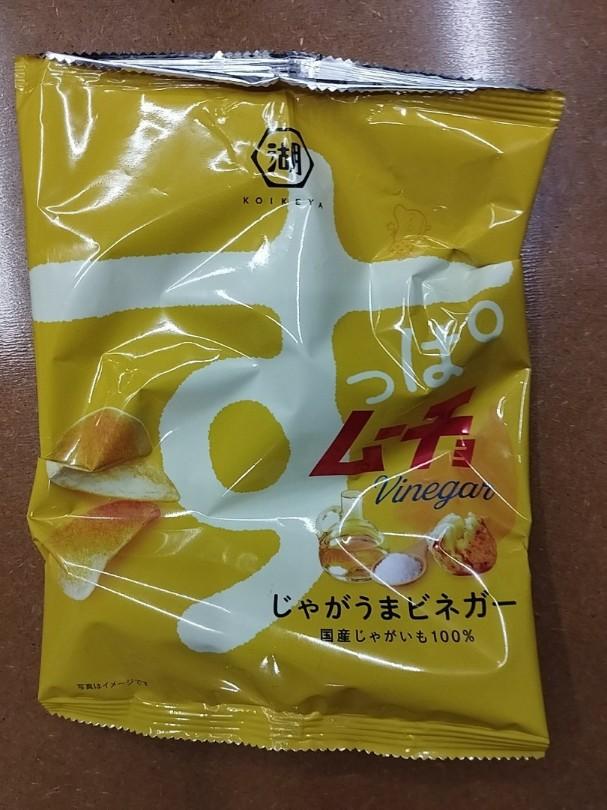 湖
KOIKEYA
すっぱ
ムーチョ
Vinegar
じゃがうまビネガー
国産じゃがいも100%
写真はイメージです